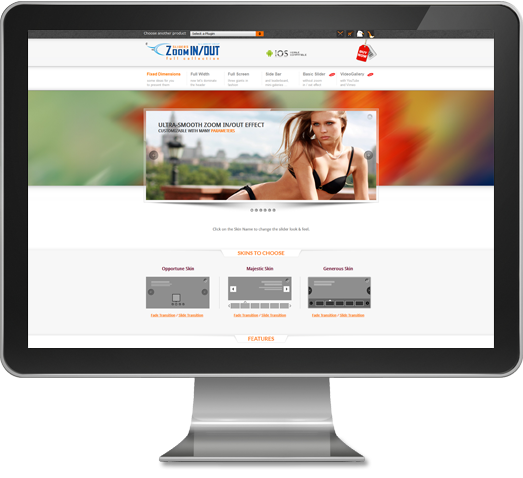 Choose another product
Select a Plugin
Zoom IN/OUT
full collection
iOS
BUY NOW
Fixed Dimensions
Full Width
Full Screen
Side Bar
Basic Slider
VideoGallery
ULTRA-SMOOTH ZOOM IN/OUT EFFECT
CUSTOMIZABLE WITH MANY PARAMETERS
Click on the Skin Name to change the slider look & feel.
SKINS TO CHOOSE
Opportune Skin
Majestic Skin
Generous Skin
Fade Transition / Slide Transition
Fade Transition / Slide Transition
Fade Transition / Slide Transition
FEATURES